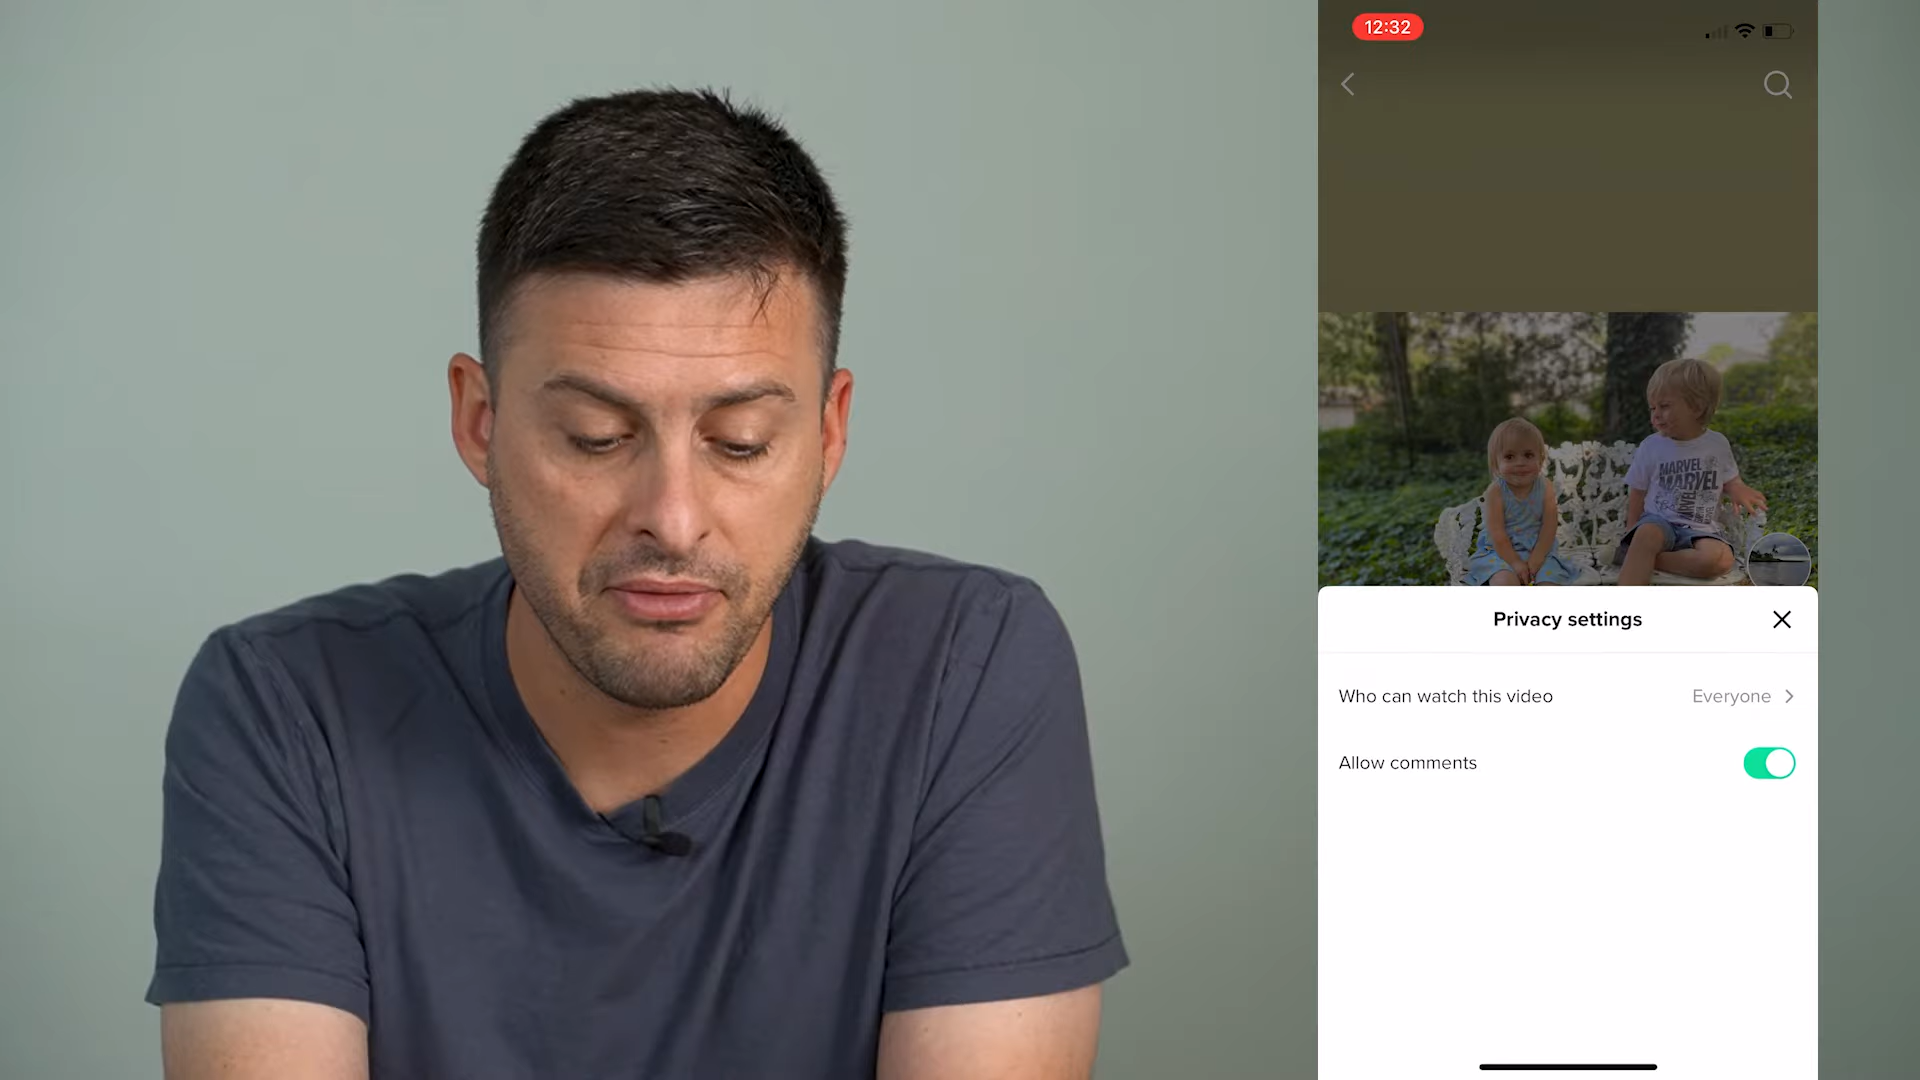 12:32
MARVEL
MARVEL
Privacy settings
Who can watch this video Everyone
Allow comments